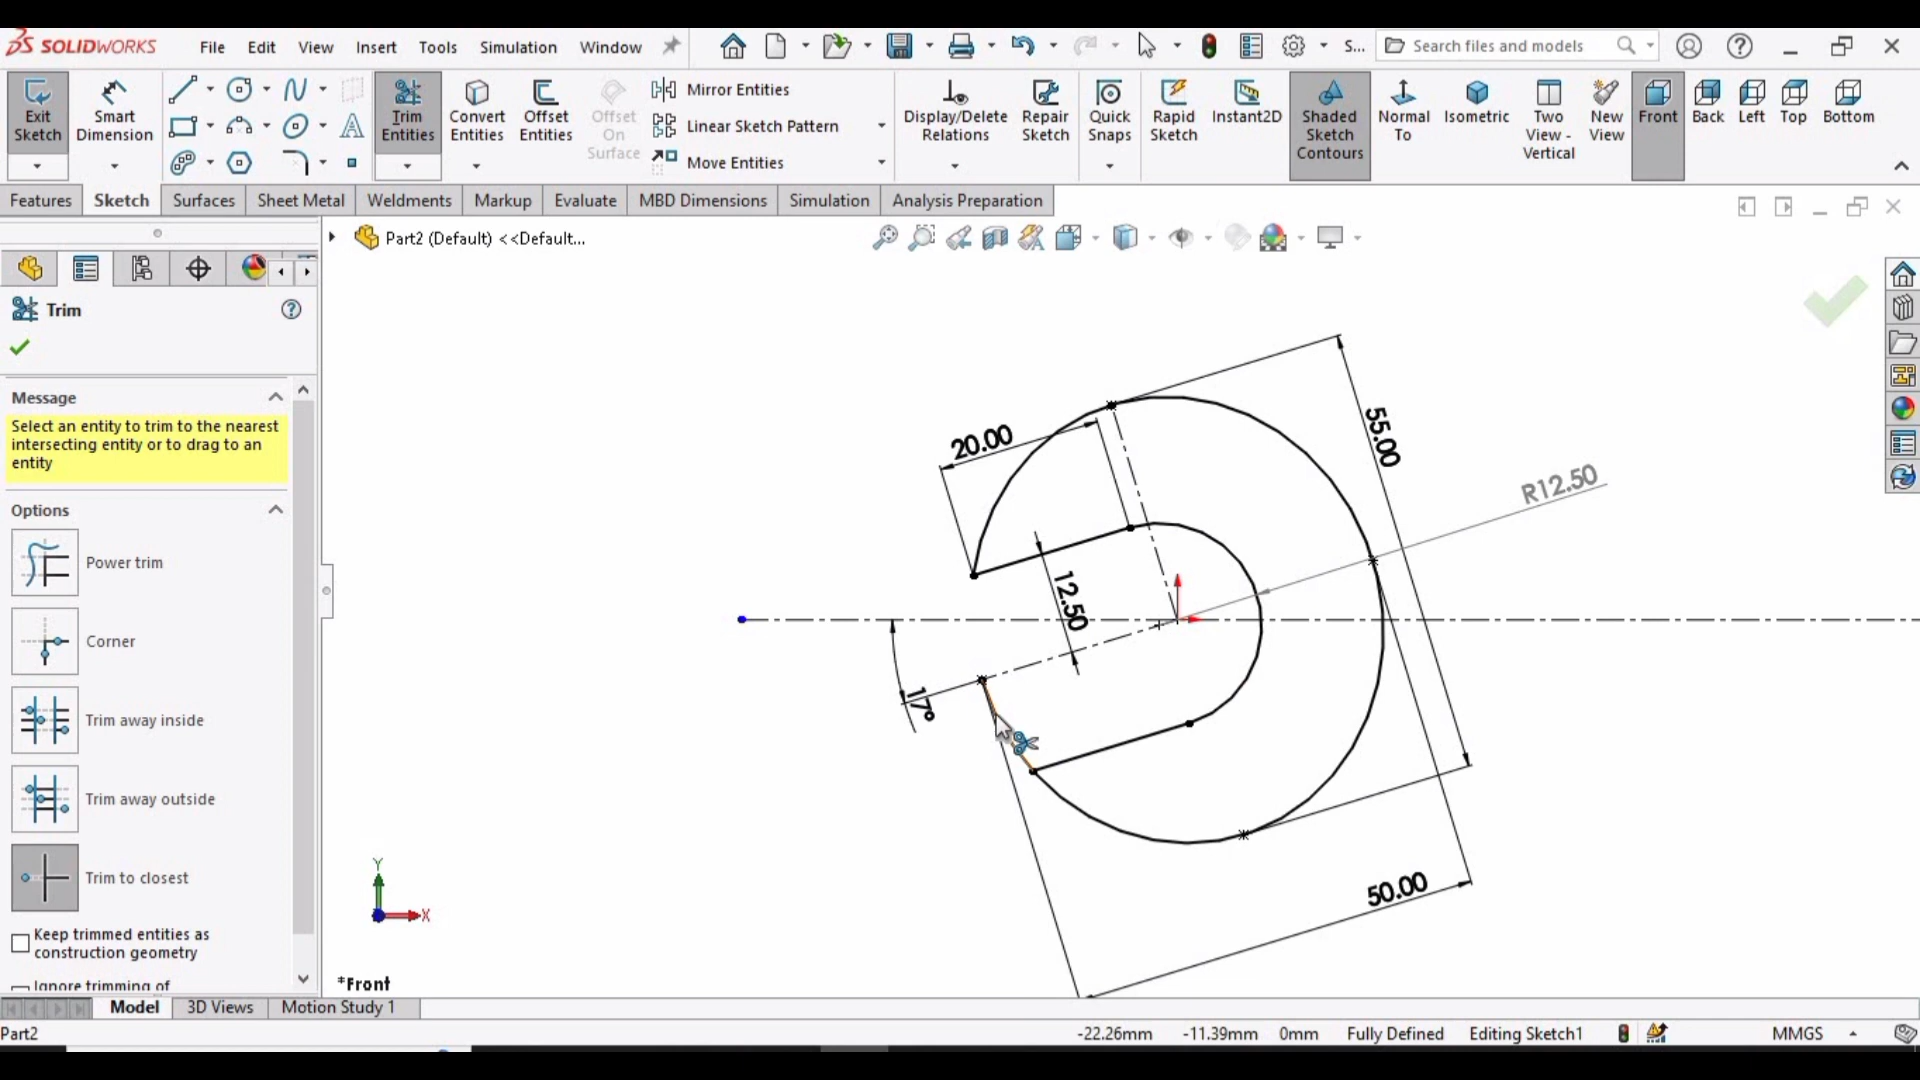 SOLIDWORKS
File Edit View Insert Tools Simulation Window
S...
Search files and models
Exit Sketch
Smart Dimension
Trim Entities
Convert Entities
Offset Entities
Offset On Surface
Mirror Entities
Linear Sketch Pattern
Move Entities
Display/Delete Relations
Repair Sketch
Quick Snaps
Rapid Sketch
Instant2D
Shaded Sketch Contours
Normal To
Isometric
Two View - Vertical
New View
Front
Back
Left
Top
Bottom
Features Sketch Surfaces Sheet Metal Weldments Markup Evaluate MBD Dimensions Simulation Analysis Preparation
Part2 (Default) <<Default...
Trim
Message
Select an entity to trim to the nearest
intersecting entity or to drag to an
entity
Options
Power trim
Corner
Trim away inside
Trim away outside
Trim to closest
Keep trimmed entities as
construction geometry
Ignore trimming of
20.00
55.00
R12.50
12.50
17°
50.00
Y
X
*Front
Model 3D Views Motion Study 1
Part2
-22.26mm -11.39mm 0mm Fully Defined Editing Sketch1 MMGS